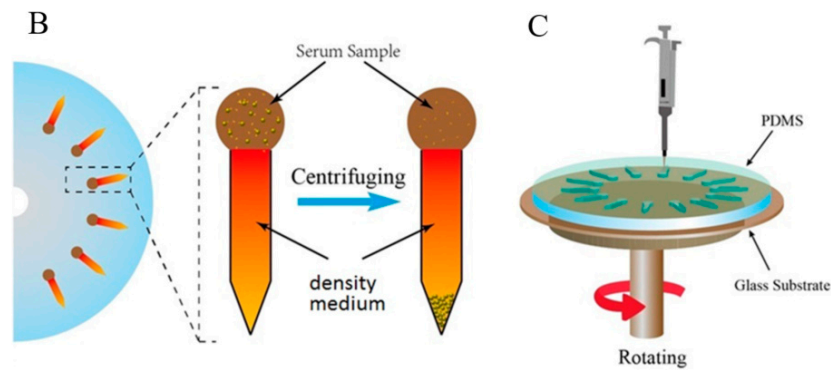 B
Serum Sample
Centrifuging
density
medium
C
PDMS
Glass Substrate
Rotating